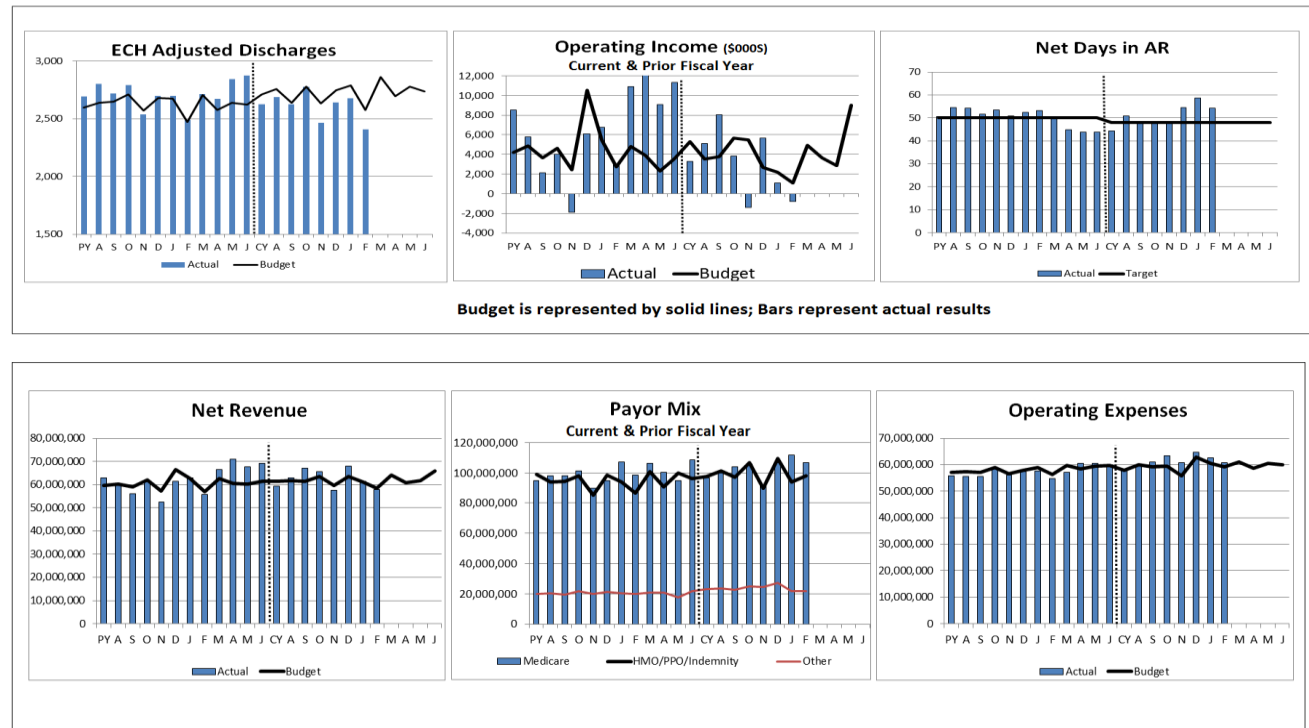 ECH Adjusted Discharges
3,000
2,500
2,000
1,500
PY A S O N D J F M A M J CY A S O N D J F M A M J
Actual Budget
Operating Income ($000S)
Current & Prior Fiscal Year
12,000
10,000
8,000
6,000
4,000
2,000
0
-2,000
-4,000
PY A S O N D J F M A M J CY A S O N D J F M A M J
Actual Budget
Net Days in AR
70
60
50
40
30
20
10
0
PY A S O N D J F M A M J CY A S O N D J F M A M J
Actual Target
Budget is represented by solid lines; Bars represent actual results
Net Revenue
80,000,000
70,000,000
60,000,000
50,000,000
40,000,000
30,000,000
20,000,000
10,000,000
0
PY A S O N D J F M A M J CY A S O N D J F M A M J
Actual Budget
Payor Mix
Current & Prior Fiscal Year
120,000,000
100,000,000
80,000,000
60,000,000
40,000,000
20,000,000
0
PY A S O N D J F M A M J CY A S O N D J F M A M J
Medicare HMO/PPO/Indemnity Other
Operating Expenses
70,000,000
60,000,000
50,000,000
40,000,000
30,000,000
20,000,000
10,000,000
0
PY A S O N D J F M A M J CY A S O N D J F M A M J
Actual Budget